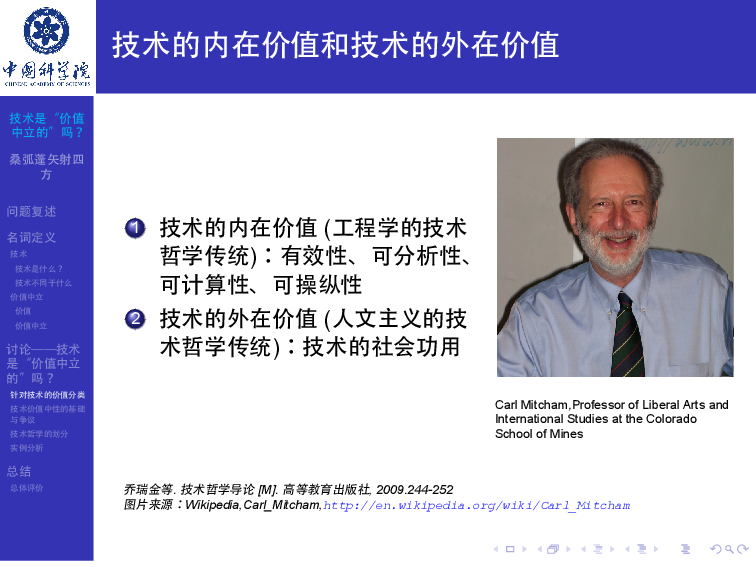 中国科学院
CHINESE ACADEMY OF SCIENCES
技术的内在价值和技术的外在价值
技术是“价值
中立的”吗？
桑弧蓬矢射四
方
问题复述
名词定义
技术
技术是什么？
技术不同于什么
价值中立
价值
价值中立
讨论——技术
是“价值中立
的”吗？
针对技术的价值分类
技术价值中性的基础
与争议
技术哲学的划分
实例分析
总结
总体评价
1 技术的内在价值 (工程学的技术
哲学传统)：有效性、可分析性、
可计算性、可操纵性
2 技术的外在价值 (人文主义的技
术哲学传统)：技术的社会功用
Carl Mitcham,Professor of Liberal Arts and
International Studies at the Colorado
School of Mines
乔瑞金等. 技术哲学导论 [M]. 高等教育出版社, 2009.244-252
图片来源：Wikipedia,Carl_Mitcham,http://en.wikipedia.org/wiki/Carl_Mitcham